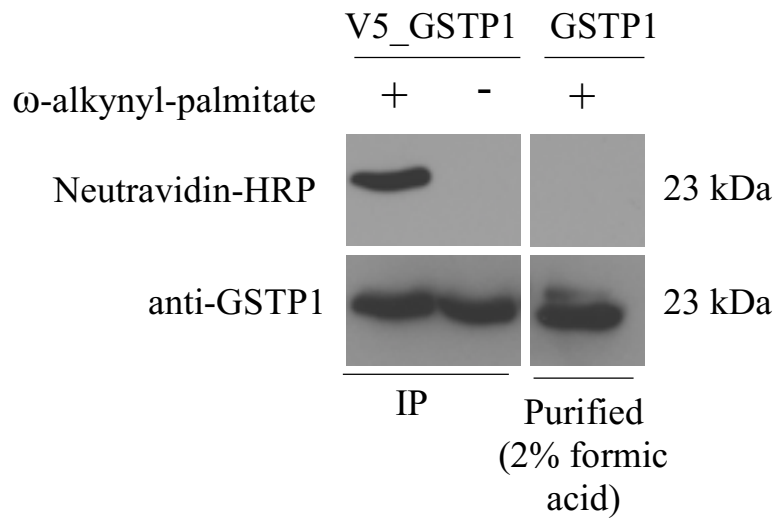 V5_GSTP1 GSTP1
ω-alkynyl-palmitate + - +
Neutravidin-HRP 23 kDa
anti-GSTP1 23 kDa
IP Purified
(2% formic
acid)